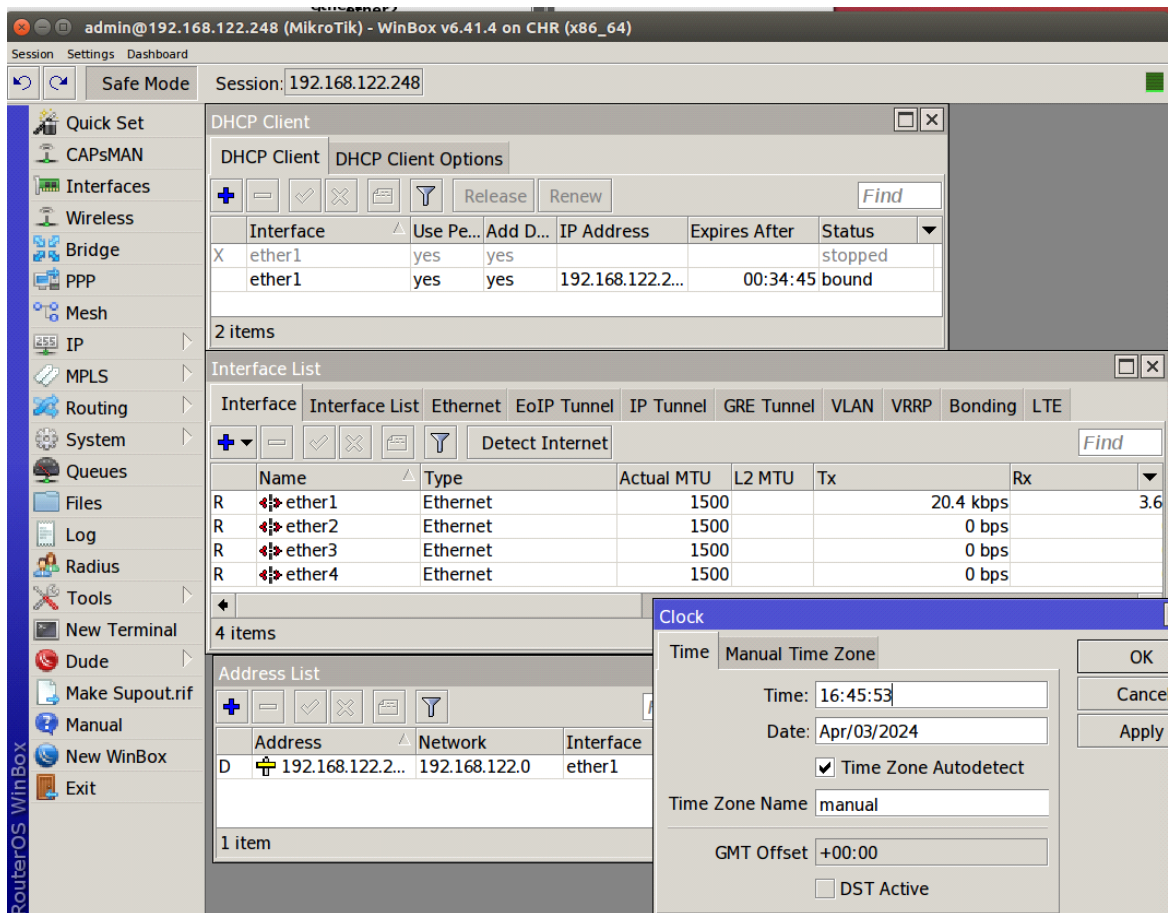 admin@192.168.122.248 (MikroTik) - WinBox v6.41.4 on CHR (x86_64)
Session Settings Dashboard
Safe Mode Session: 192.168.122.248
Quick Set
CAPsMAN
Interfaces
Wireless
Bridge
PPP
Mesh
255 IP
MPLS
Routing
System
Queues
Files
Log
Radius
Tools
New Terminal
Dude
Make Supout.rif
Manual
New WinBox
Exit
RouterOS WinBox
DHCP Client
DHCP Client DHCP Client Options
Release Renew Find
Interface Use Pe... Add D... IP Address Expires After Status
X ether1 yes yes stopped
ether1 yes yes 192.168.122.2... 00:34:45 bound
2 items
Interface List
Interface Interface List Ethernet EoIP Tunnel IP Tunnel GRE Tunnel VLAN VRRP Bonding LTE
Detect Internet Find
Name Type Actual MTU L2 MTU Tx Rx
R ether1 Ethernet 1500 20.4 kbps 3.6
R ether2 Ethernet 1500 0 bps
R ether3 Ethernet 1500 0 bps
R ether4 Ethernet 1500 0 bps
4 items
Address List
Address Network Interface
D 192.168.122.2... 192.168.122.0 ether1
1 item
Clock
Time Manual Time Zone
Time: 16:45:53
Date: Apr/03/2024
Time Zone Autodetect
Time Zone Name manual
GMT Offset +00:00
DST Active
OK
Cancel
Apply